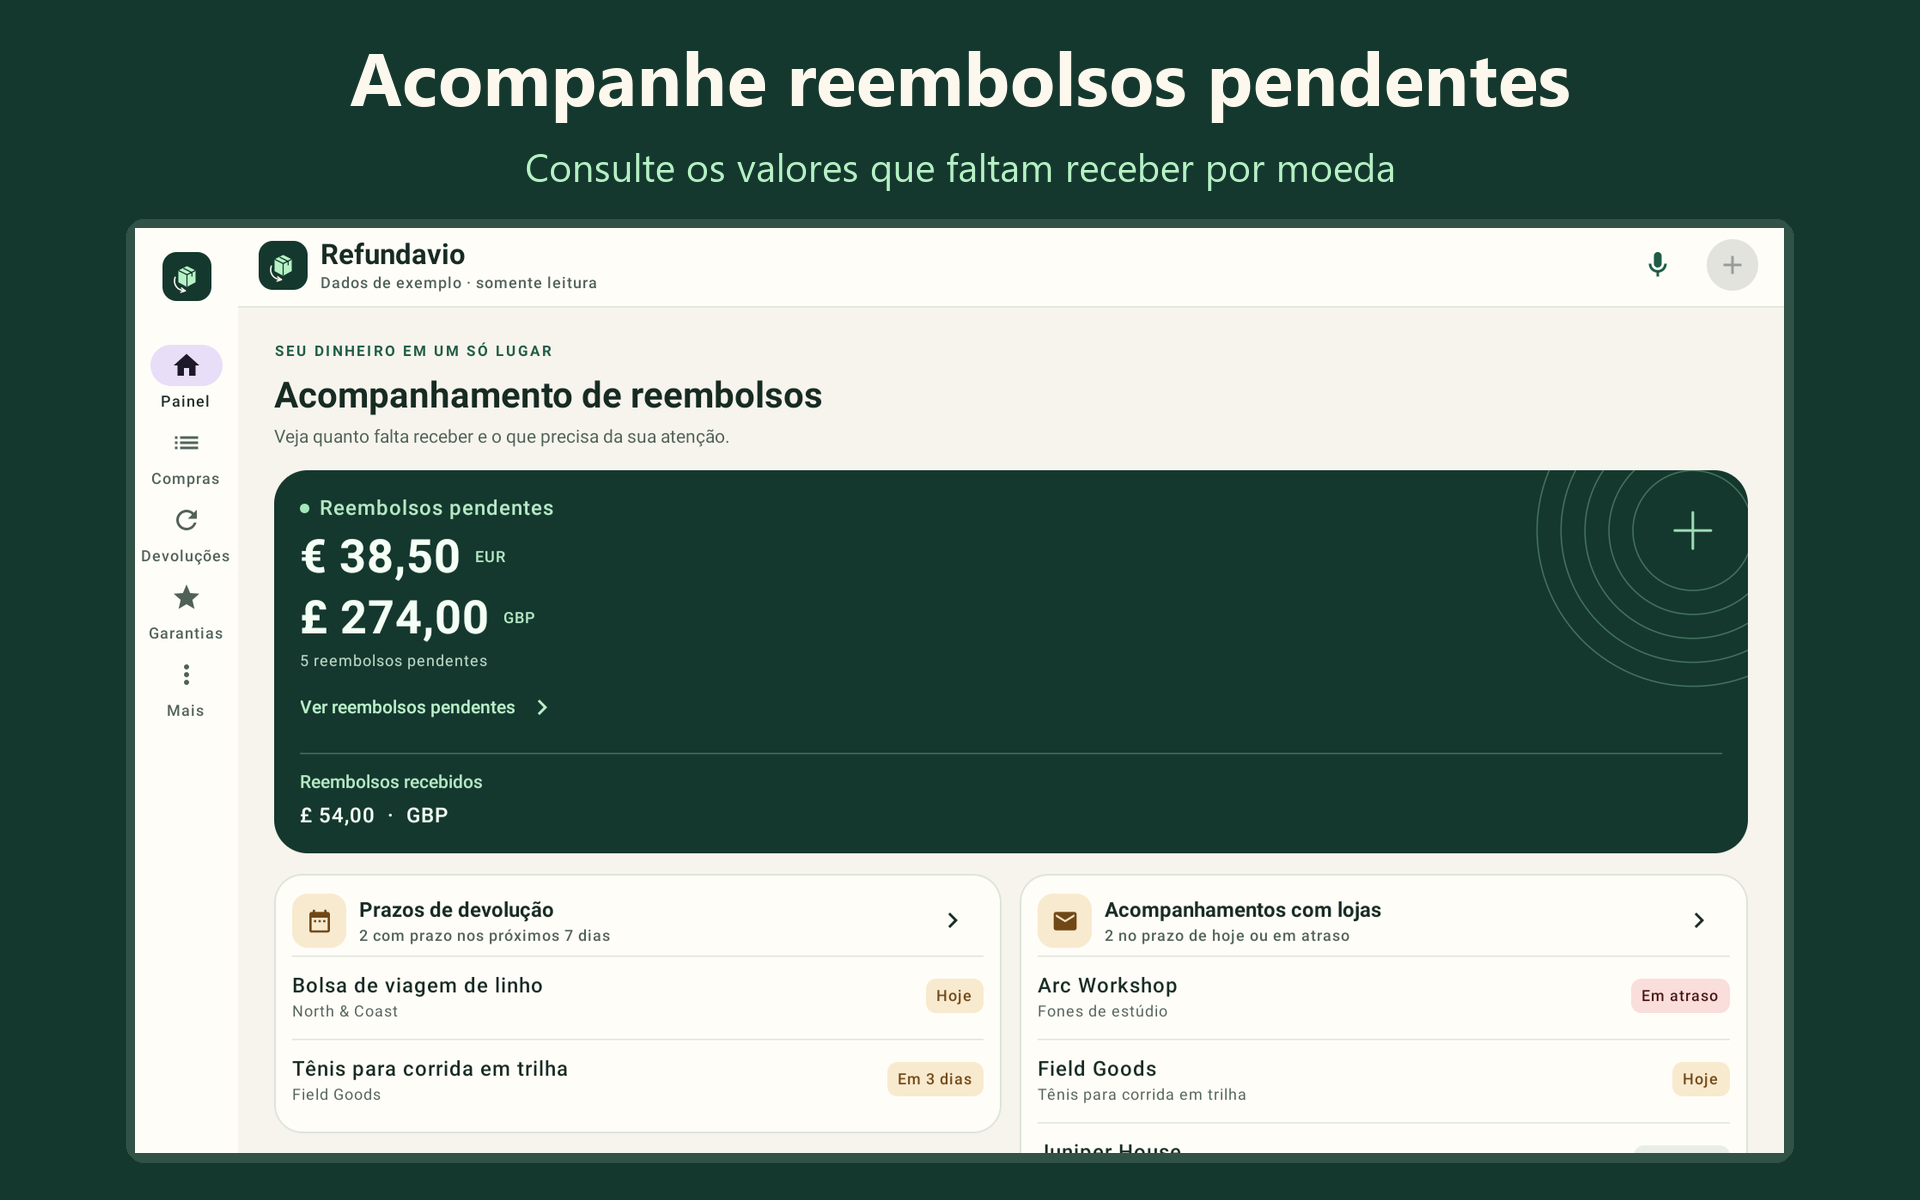 Acompanhe reembolsos pendentes
Consulte os valores que faltam receber por moeda
Refundavio
Dados de exemplo · somente leitura
Painel
Compras
Devoluções
Garantias
Mais
SEU DINHEIRO EM UM SÓ LUGAR
Acompanhamento de reembolsos
Veja quanto falta receber e o que precisa da sua atenção.
Reembolsos pendentes
€ 38,50 EUR
£ 274,00 GBP
5 reembolsos pendentes
Ver reembolsos pendentes
Reembolsos recebidos
£ 54,00 · GBP
Prazos de devolução
2 com prazo nos próximos 7 dias
Bolsa de viagem de linho
North & Coast
Hoje
Tênis para corrida em trilha
Field Goods
Em 3 dias
Acompanhamentos com lojas
2 no prazo de hoje ou em atraso
Arc Workshop
Fones de estúdio
Em atraso
Field Goods
Tênis para corrida em trilha
Hoje
Juniper House